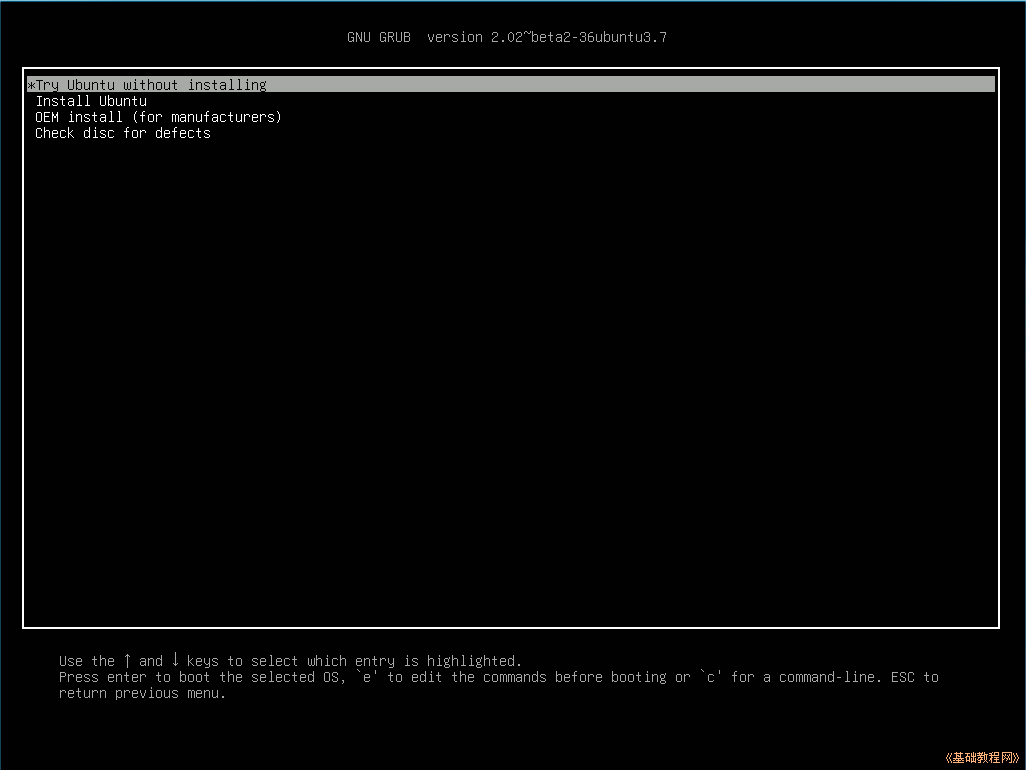 GNU GRUB  version 2.02~beta2-36ubuntu3.7
*Try Ubuntu without installing
Install Ubuntu
OEM install (for manufacturers)
Check disc for defects
Use the ↑ and ↓ keys to select which entry is highlighted.
Press enter to boot the selected OS, `e' to edit the commands before booting or `c' for a command-line. ESC to
return previous menu.
《基础教程网》